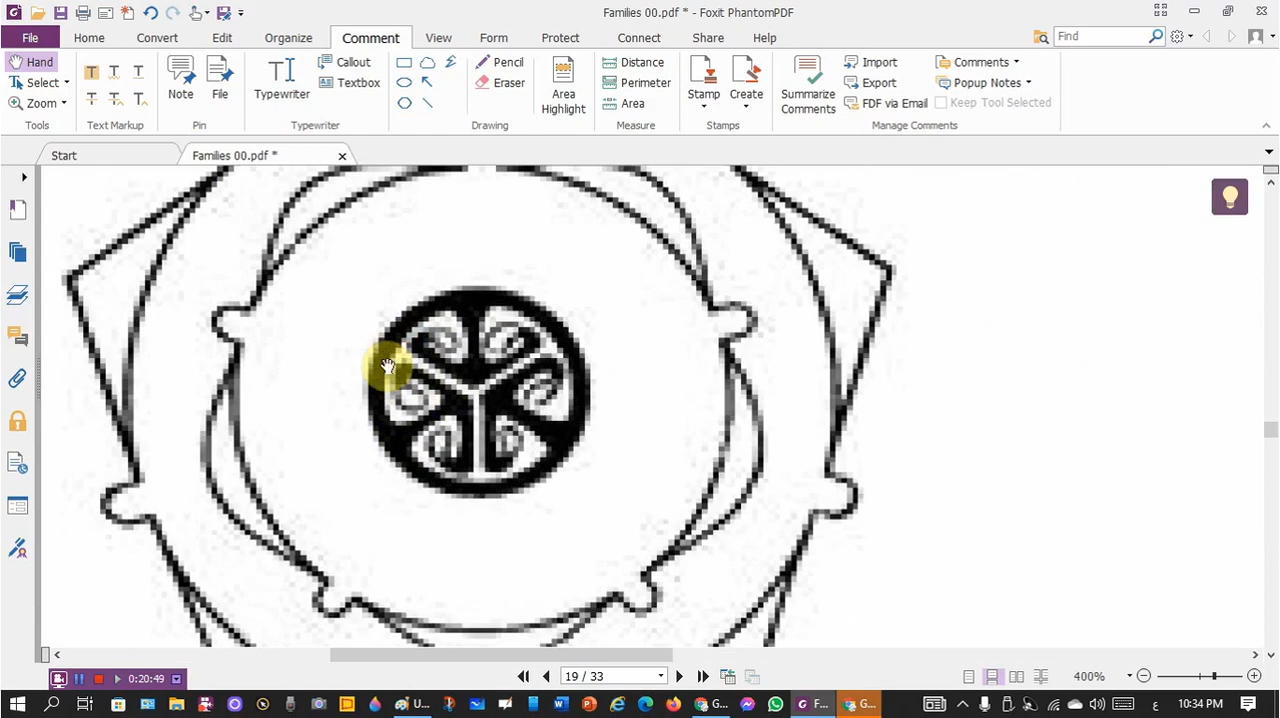 Families 00.pdf * - Foxit PhantomPDF
File Home Convert Edit Organize Comment View Form Protect Connect Share Help Find
Hand
Select
Zoom
Tools
Text Markup
Note
File
Pin
Typewriter
Callout
Textbox
Typewriter
Pencil
Eraser
Area Highlight
Drawing
Distance
Perimeter
Area
Measure
Stamp
Create
Stamps
Summarize Comments
Import
Export
FDF via Email
Comments
Popup Notes
Keep Tool Selected
Manage Comments
Start Families 00.pdf *
0:20:49 19 / 33 400%
U... G... F... G... ع 10:34 PM